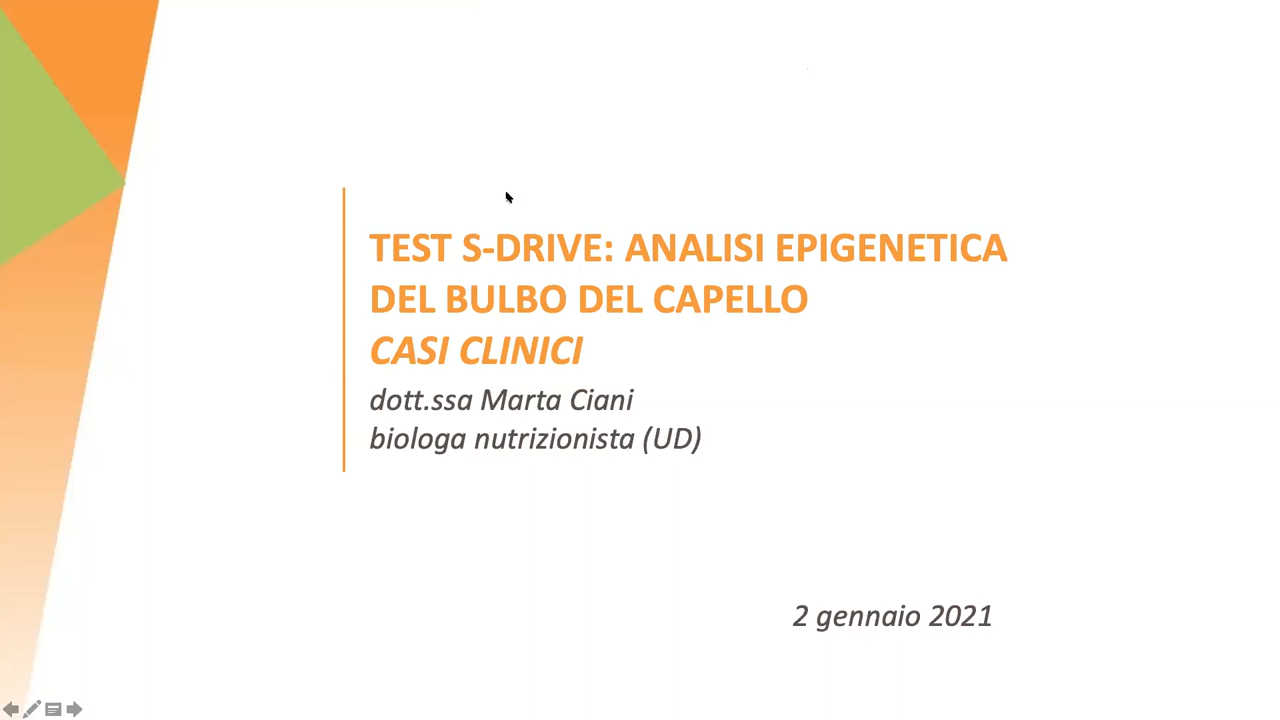 TEST S-DRIVE: ANALISI EPIGENETICA
DEL BULBO DEL CAPELLO
CASI CLINICI
dott.ssa Marta Ciani
biologa nutrizionista (UD)
2 gennaio 2021